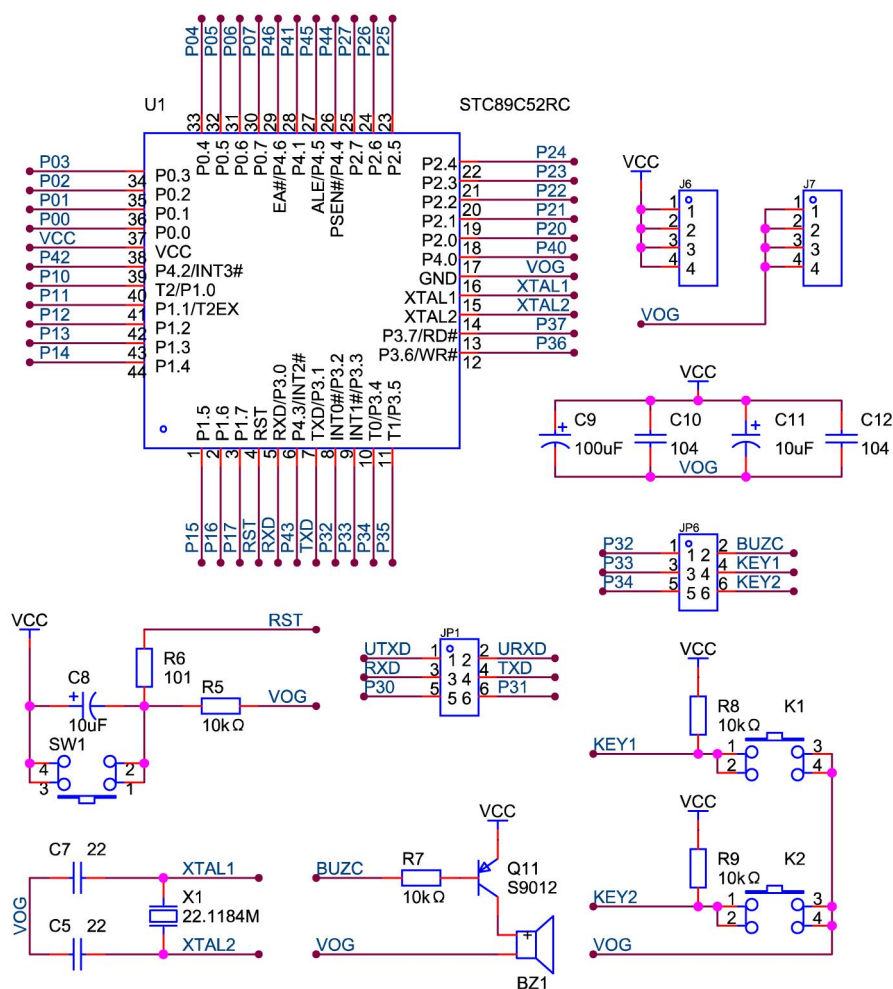 P04 P05 P06 P07 P46 P41 P45 P44 P27 P26 P25
U1 STC89C52RC
33 32 31 30 29 28 27 26 25 24 23
P0.4 P0.5 P0.6 P0.7 EA#/P4.6 P4.1 ALE/P4.5 PSEN#/P4.4 P2.7 P2.6 P2.5
P03 34 P0.3
P02 35 P0.2
P01 36 P0.1
P00 37 P0.0
VCC 38 VCC
P42 39 P4.2/INT3#
P10 40 T2/P1.0
P11 41 P1.1/T2EX
P12 42 P1.2
P13 43 P1.3
P14 44 P1.4
P2.4 22 P24
P2.3 21 P23
P2.2 20 P22
P2.1 19 P21
P2.0 18 P20
P4.0 17 P40
GND 16 VOG
XTAL1 15 XTAL1
XTAL2 14 XTAL2
P3.7/RD# 13 P37
P3.6/WR# 12 P36
P1.5 P1.6 P1.7 RST RXD/P3.0 P4.3/INT2# TXD/P3.1 INT0#/P3.2 INT1#/P3.3 T0/P3.4 T1/P3.5
1 2 3 4 5 6 7 8 9 10 11
P15 P16 P17 RST RXD P43 TXD P32 P33 P34 P35
VCC
J6
1 1
2 2
3 3
4 4
J7
1 1
2 2
3 3
4 4
VOG
VCC
C9 C10 C11 C12
100uF 104 10uF 104
VOG
JP6
P32 1 1 2 2 BUZC
P33 3 3 4 4 KEY1
P34 5 5 6 6 KEY2
VCC
RST
R6
101
C8
10uF
R5
10kΩ
VOG
SW1
4 2
3 1
JP1
UTXD 1 1 2 2 URXD
RXD 3 3 4 4 TXD
P30 5 5 6 6 P31
VCC
R8
10kΩ
K1
KEY1 1 3
2 4
VCC
R9
10kΩ
K2
KEY2 1 3
2 4
VOG
C7 22
XTAL1
VOG
X1
22.1184M
C5 22
XTAL2
VCC
BUZC
R7
10kΩ
Q11
S9012
VOG
+
BZ1